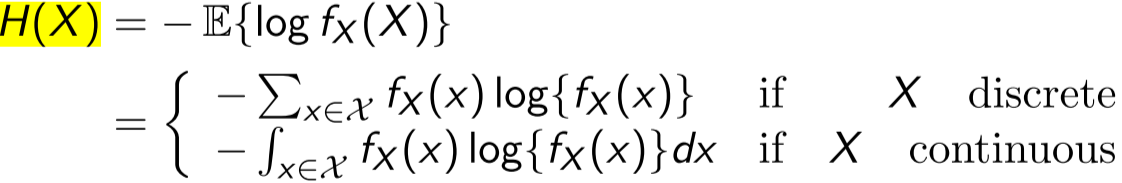 H(X) = − 𝔼{log f_X(X)}
= { − ∑_{x∈𝒳} f_X(x) log{f_X(x)} if X discrete
− ∫_{x∈𝒳} f_X(x) log{f_X(x)}dx if X continuous